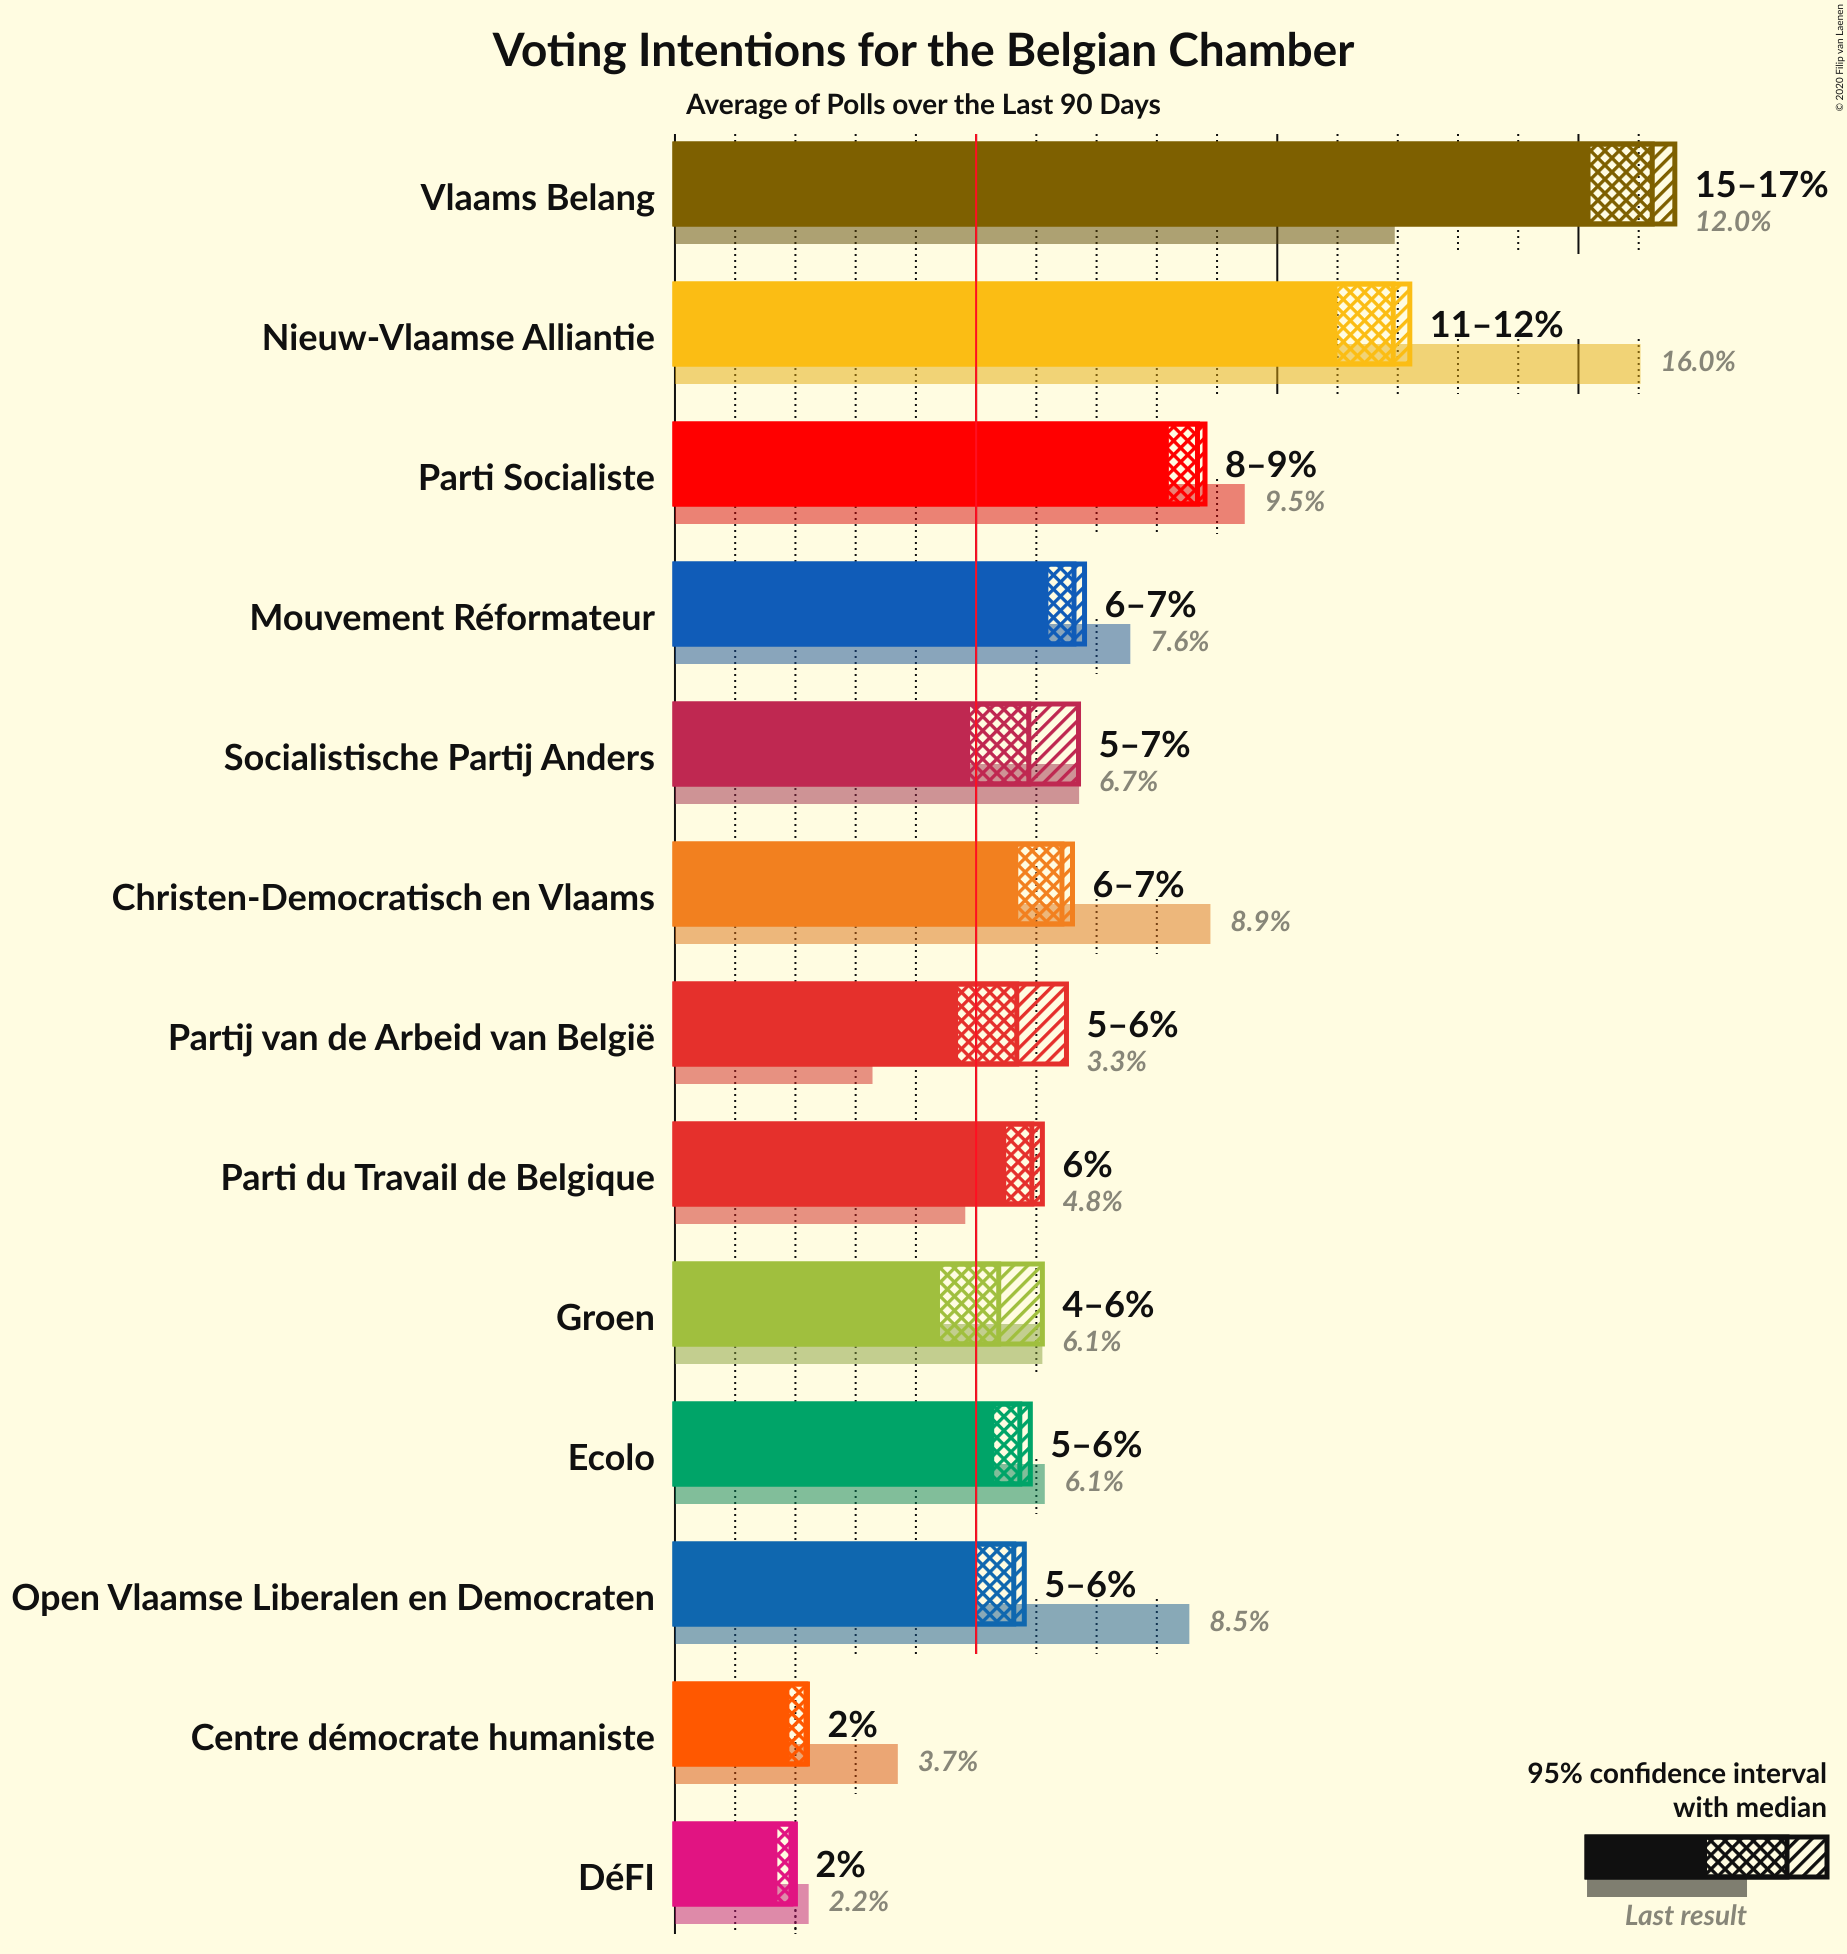 © 2020 Filip van Laenen
Voting Intentions for the Belgian Chamber
Average of Polls over the Last 90 Days
Vlaams Belang
15–17%
12.0%
Nieuw-Vlaamse Alliantie
11–12%
16.0%
Parti Socialiste
8–9%
9.5%
Mouvement Réformateur
6–7%
7.6%
Socialistische Partij Anders
5–7%
6.7%
Christen-Democratisch en Vlaams
6–7%
8.9%
Partij van de Arbeid van België
5–6%
3.3%
Parti du Travail de Belgique
6%
4.8%
Groen
4–6%
6.1%
Ecolo
5–6%
6.1%
Open Vlaamse Liberalen en Democraten
5–6%
8.5%
Centre démocrate humaniste
2%
3.7%
DéFI
2%
2.2%
95% confidence interval
with median
Last result